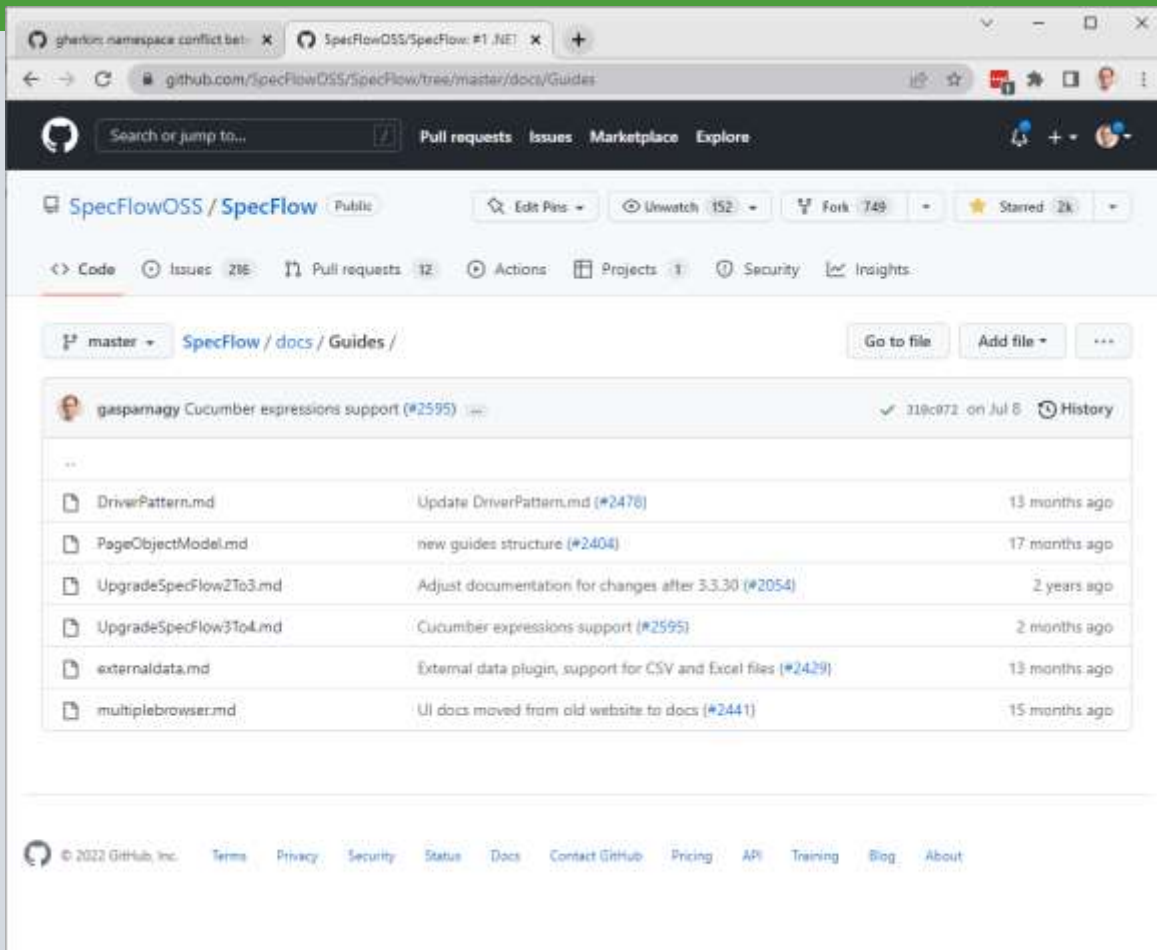 gherkin: namespace conflict bet
SpecFlowOSS/SpecFlow: #1 .NET
github.com/SpecFlowOSS/SpecFlow/tree/master/docs/Guides
Search or jump to... / Pull requests Issues Marketplace Explore
SpecFlowOSS / SpecFlow Public Edit Pins Unwatch 152 Fork 749 Starred 2k
<> Code Issues 216 Pull requests 12 Actions Projects 1 Security Insights
master SpecFlow / docs / Guides / Go to file Add file ...
gasparnagy Cucumber expressions support (#2595) ... 310c072 on Jul 8 History
..
DriverPattern.md Update DriverPattern.md (#2478) 13 months ago
PageObjectModel.md new guides structure (#2404) 17 months ago
UpgradeSpecFlow2To3.md Adjust documentation for changes after 3.3.30 (#2054) 2 years ago
UpgradeSpecFlow3To4.md Cucumber expressions support (#2595) 2 months ago
externaldata.md External data plugin, support for CSV and Excel files (#2429) 13 months ago
multiplebrowser.md UI docs moved from old website to docs (#2441) 15 months ago
© 2022 GitHub, Inc. Terms Privacy Security Status Docs Contact GitHub Pricing API Training Blog About